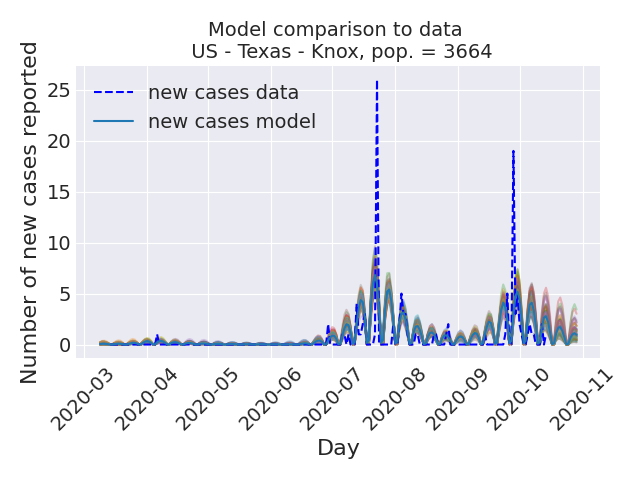 Model comparison to data
US - Texas - Knox, pop. = 3664
Number of new cases reported
25
20
15
10
5
0
new cases data
new cases model
2020-03
2020-04
2020-05
2020-06
2020-07
2020-08
2020-09
2020-10
2020-11
Day